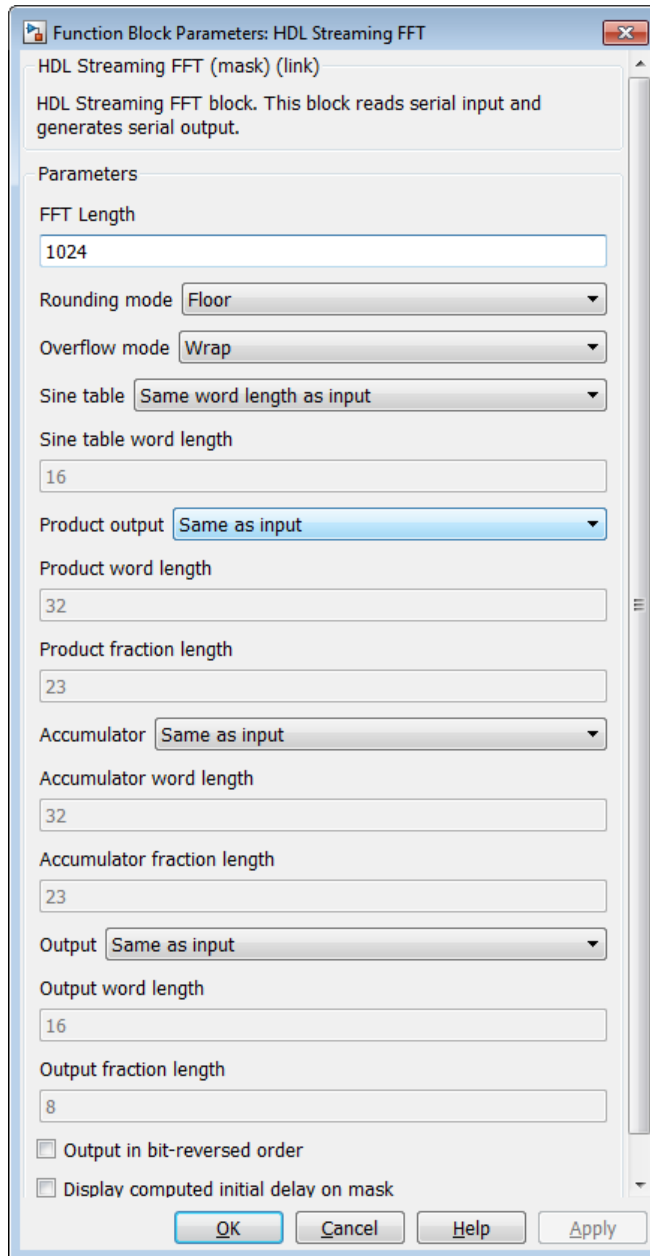 Function Block Parameters: HDL Streaming FFT
HDL Streaming FFT (mask) (link)
HDL Streaming FFT block. This block reads serial input and
generates serial output.
Parameters
FFT Length
1024
Rounding mode Floor
Overflow mode Wrap
Sine table Same word length as input
Sine table word length
16
Product output Same as input
Product word length
32
Product fraction length
23
Accumulator Same as input
Accumulator word length
32
Accumulator fraction length
23
Output Same as input
Output word length
16
Output fraction length
8
Output in bit-reversed order
Display computed initial delay on mask
OK Cancel Help Apply